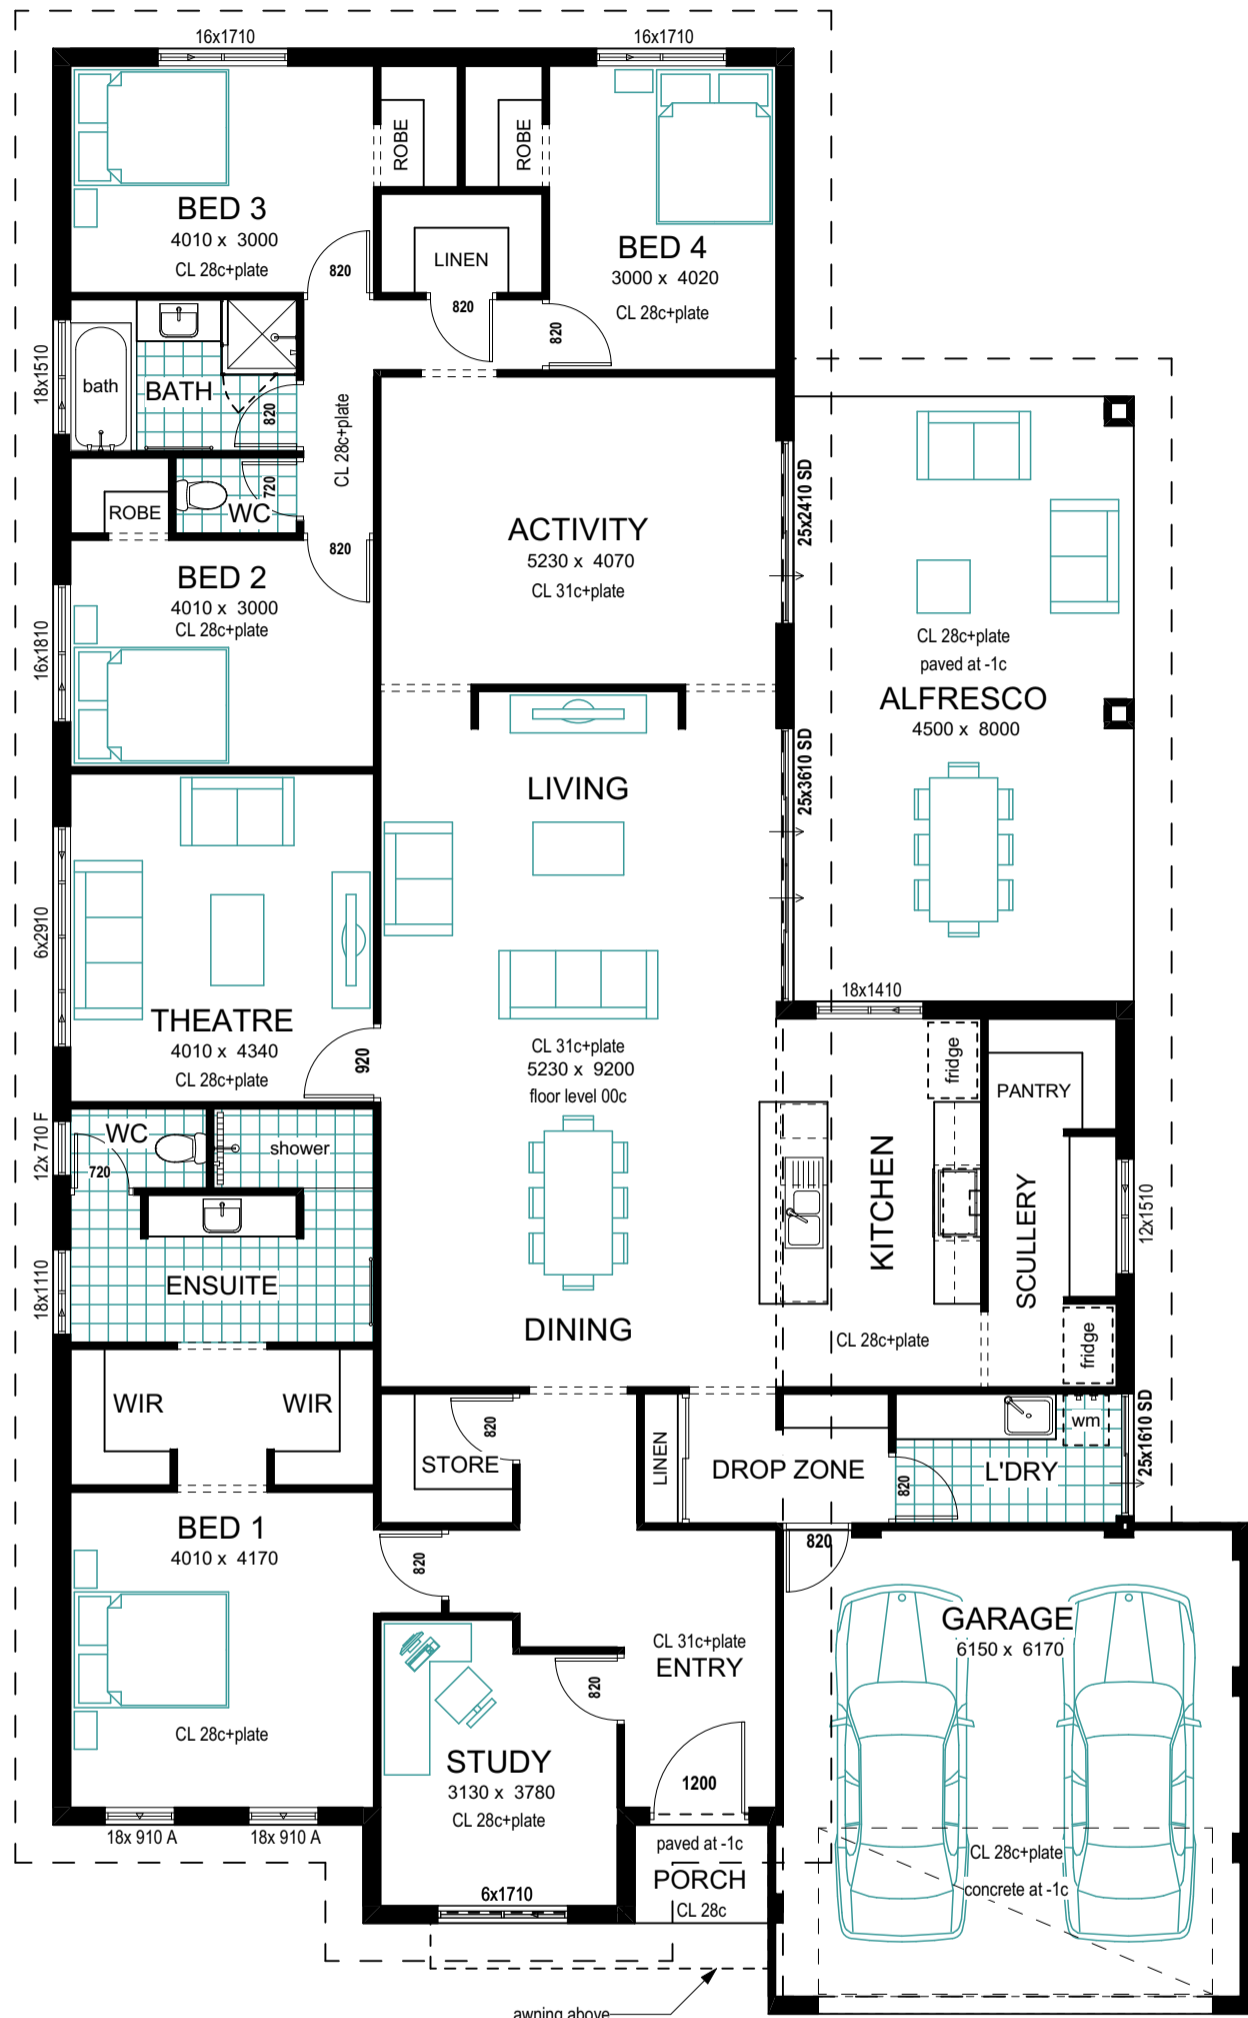 16x1710
16x1710
ROBE
ROBE
BED 3
4010 x 3000
CL 28c+plate
820
LINEN
820
BED 4
3000 x 4020
CL 28c+plate
820
18x1510
bath
BATH
820
CL 28c+plate
720
WC
ROBE
820
BED 2
4010 x 3000
CL 28c+plate
16x1810
ACTIVITY
5230 x 4070
CL 31c+plate
25x2410 SD
CL 28c+plate
paved at -1c
ALFRESCO
4500 x 8000
25x3610 SD
LIVING
6x2910
THEATRE
4010 x 4340
CL 28c+plate
920
CL 31c+plate
5230 x 9200
floor level 00c
18x1410
fridge
PANTRY
KITCHEN
SCULLERY
12x1510
CL 28c+plate
fridge
12x 710 F
WC
720
shower
18x1110
ENSUITE
DINING
WIR
WIR
820
STORE
LINEN
DROP ZONE
820
wm
L'DRY
25x1610 SD
BED 1
4010 x 4170
820
820
GARAGE
6150 x 6170
CL 31c+plate
ENTRY
820
CL 28c+plate
STUDY
3130 x 3780
CL 28c+plate
1200
18x 910 A
18x 910 A
paved at -1c
PORCH
CL 28c
6x1710
CL 28c+plate
concrete at -1c
awning above